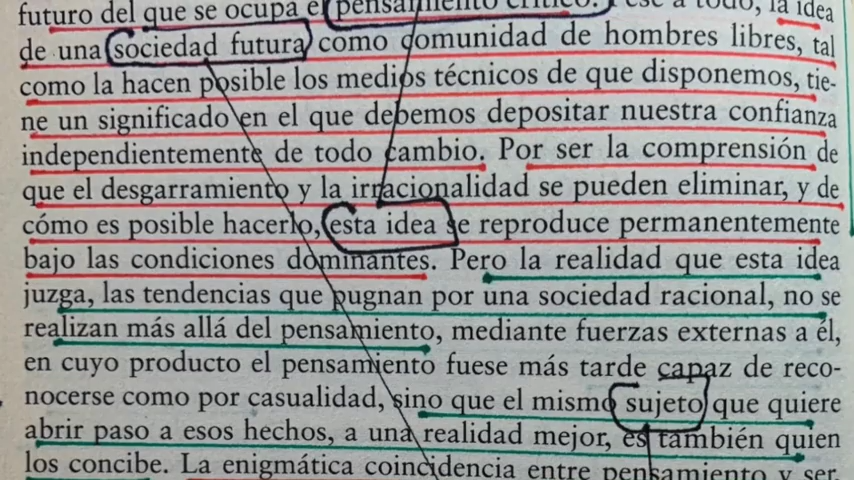 futuro del que se ocupa el pensamiento crítico. Pese a todo, la idea
de una sociedad futura como comunidad de hombres libres, tal
como la hacen posible los medios técnicos de que disponemos, tie-
ne un significado en el que debemos depositar nuestra confianza
independientemente de todo cambio. Por ser la comprensión de
que el desgarramiento y la irracionalidad se pueden eliminar, y de
cómo es posible hacerlo, esta idea se reproduce permanentemente
bajo las condiciones dominantes. Pero la realidad que esta idea
juzga, las tendencias que pugnan por una sociedad racional, no se
realizan más allá del pensamiento, mediante fuerzas externas a él,
en cuyo producto el pensamiento fuese más tarde capaz de reco-
nocerse como por casualidad, sino que el mismo sujeto que quiere
abrir paso a esos hechos, a una realidad mejor, es también quien
los concibe. La enigmática coincidencia entre pensamiento y ser,